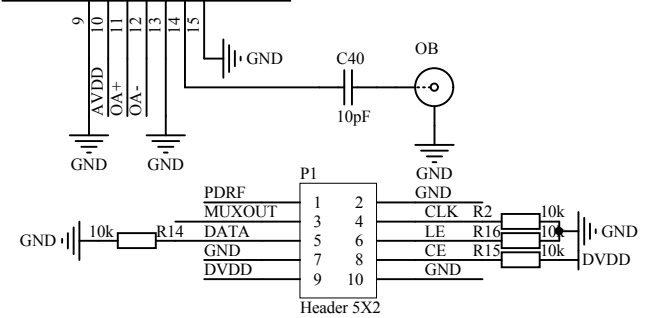 9
10
11
12
13
14
15
AVDD
OA+
OA-
GND
GND
GND
C40
10pF
OB
GND
P1
PDRF 1 2 GND
MUXOUT 3 4 CLK R2 10k
GND 10k R14 DATA 5 6 LE R16 10k GND
GND 7 8 CE R15 10k DVDD
DVDD 9 10 GND
Header 5X2